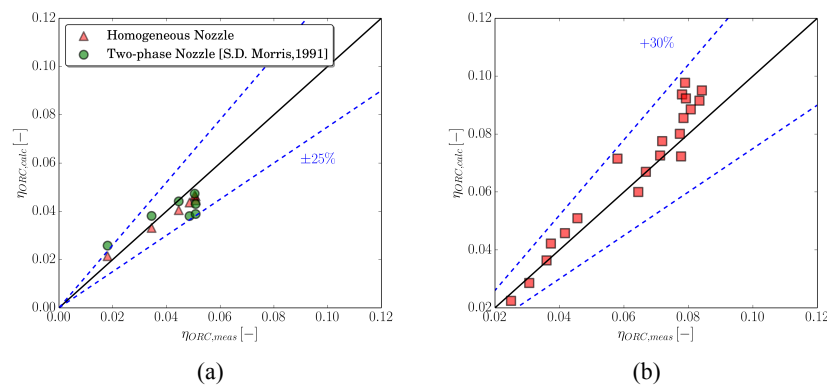 0.12
0.10
0.08
0.06
0.04
0.02
0.00
0.00 0.02 0.04 0.06 0.08 0.10 0.12
η_ORC,calc [−]
η_ORC,meas [−]
Homogeneous Nozzle
Two-phase Nozzle [S.D. Morris,1991]
±25%
(a)
0.12
0.10
0.08
0.06
0.04
0.02
0.02 0.04 0.06 0.08 0.10 0.12
η_ORC,calc [−]
η_ORC,meas [−]
+30%
(b)